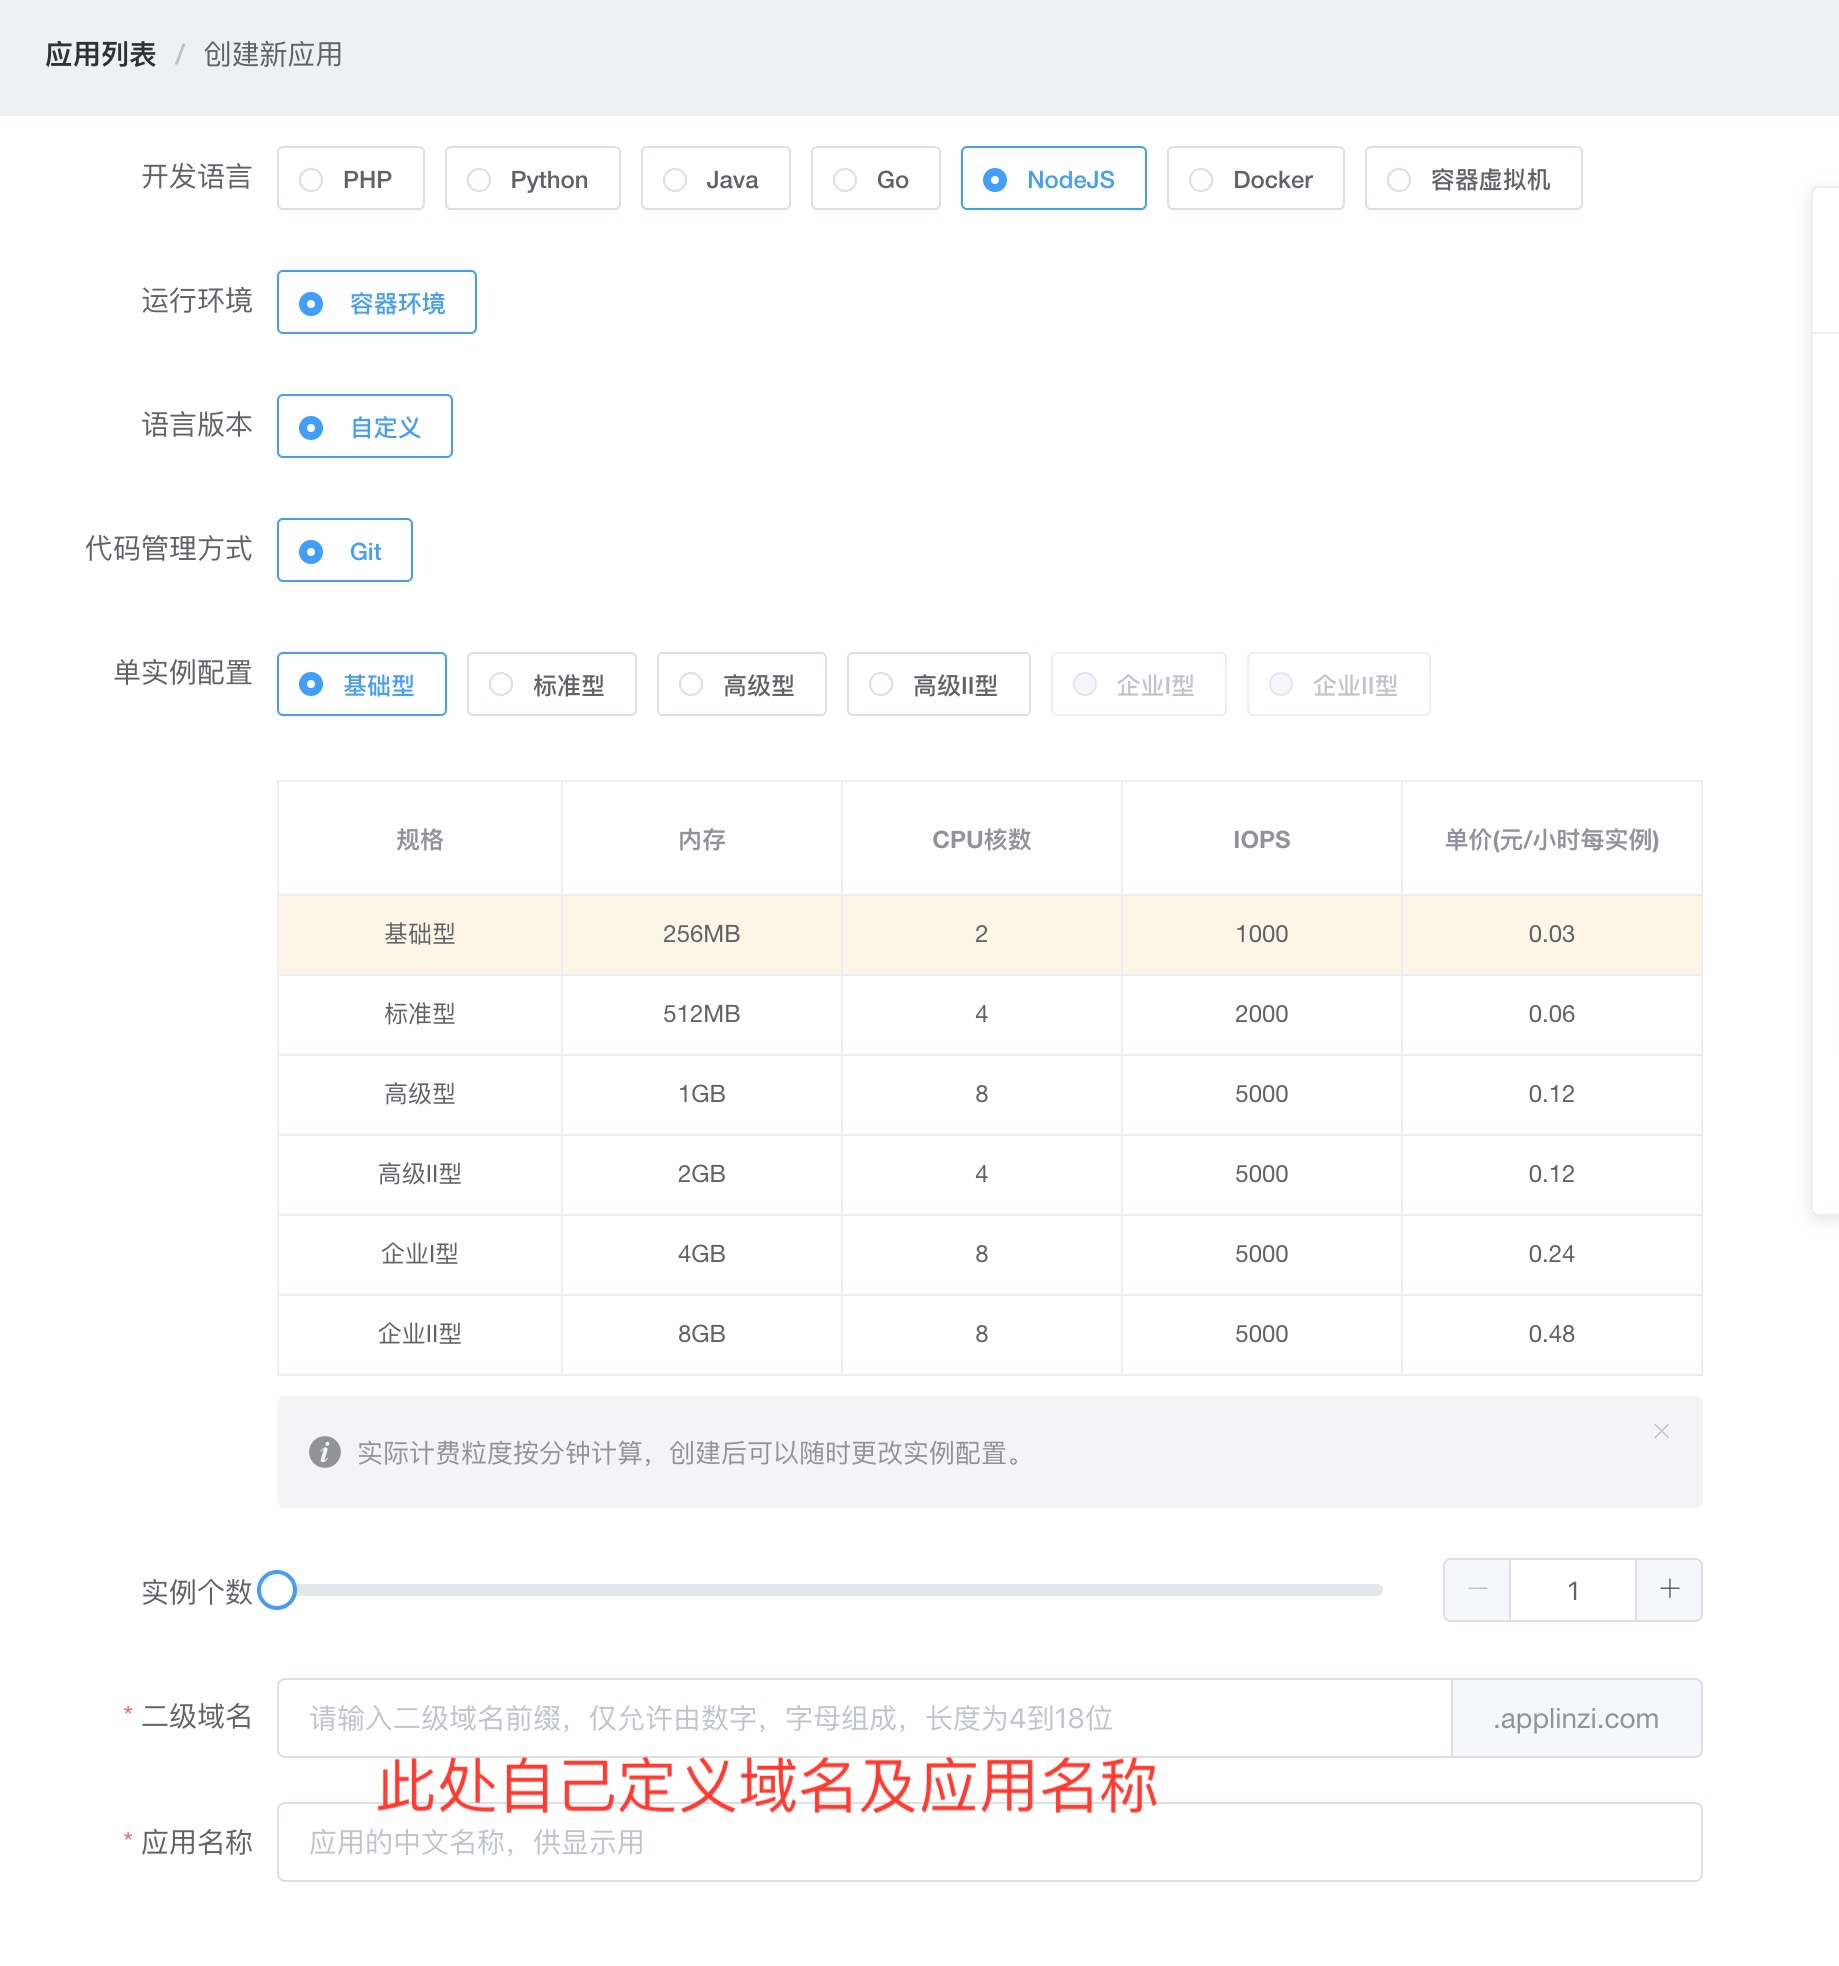 应用列表 / 创建新应用
开发语言 PHP Python Java Go NodeJS Docker 容器虚拟机
运行环境 容器环境
语言版本 自定义
代码管理方式 Git
单实例配置 基础型 标准型 高级型 高级II型 企业I型 企业II型
规格 内存 CPU核数 IOPS 单价(元/小时每实例)
基础型 256MB 2 1000 0.03
标准型 512MB 4 2000 0.06
高级型 1GB 8 5000 0.12
高级II型 2GB 4 5000 0.12
企业I型 4GB 8 5000 0.24
企业II型 8GB 8 5000 0.48
实际计费粒度按分钟计算，创建后可以随时更改实例配置。
实例个数 1
* 二级域名 请输入二级域名前缀，仅允许由数字，字母组成，长度为4到18位 .applinzi.com
此处自己定义域名及应用名称
* 应用名称 应用的中文名称，供显示用